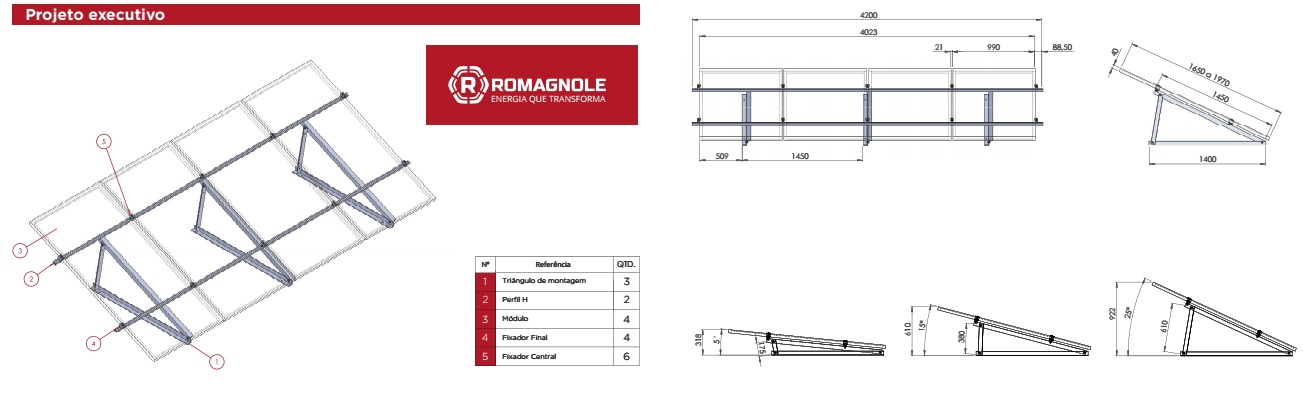 Projeto executivo
R ROMAGNOLE
ENERGIA QUE TRANSFORMA
5
3
2
4
1
Nº Referência QTD.
1 Triângulo de montagem 3
2 Perfil H 2
3 Módulo 4
4 Fixador Final 4
5 Fixador Central 6
4200
4023
21 990 88,50
509 1450
40
1650 a 1970
1450
1400
318
5°
175
610
15º
380
922
25º
610